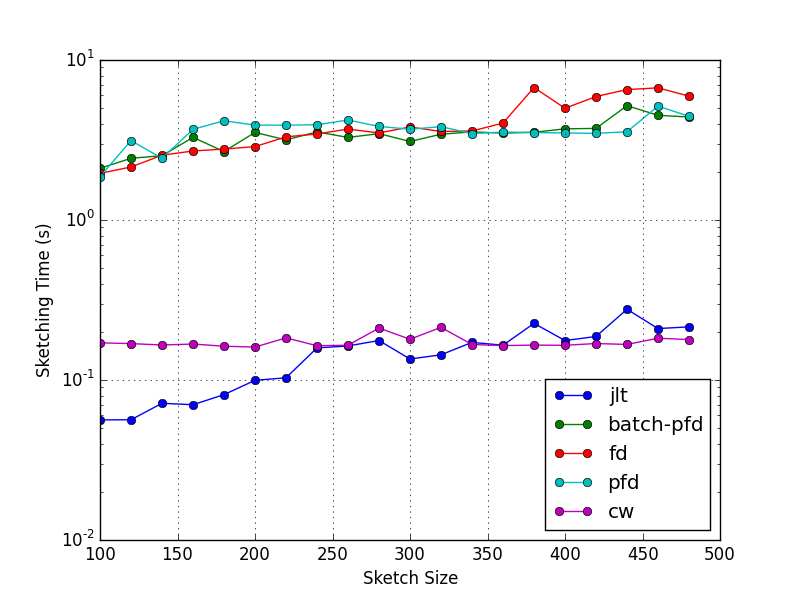 10^1
10^0
10^-1
10^-2
Sketching Time (s)
jlt
batch-pfd
fd
pfd
cw
100 150 200 250 300 350 400 450 500
Sketch Size